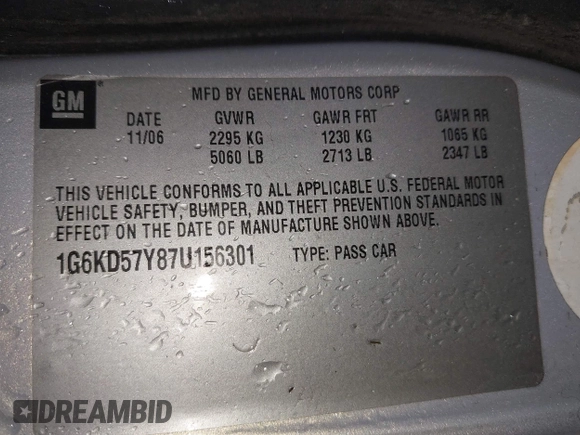 GM
MFD BY GENERAL MOTORS CORP
DATE GVWR GAWR FRT GAWR RR
11/06 2295 KG 1230 KG 1065 KG
5060 LB 2713 LB 2347 LB
THIS VEHICLE CONFORMS TO ALL APPLICABLE U.S. FEDERAL MOTOR
VEHICLE SAFETY, BUMPER, AND THEFT PREVENTION STANDARDS IN
EFFECT ON THE DATE OF MANUFACTURE SHOWN ABOVE.
1G6KD57Y87U156301 TYPE: PASS CAR
DREAMBID